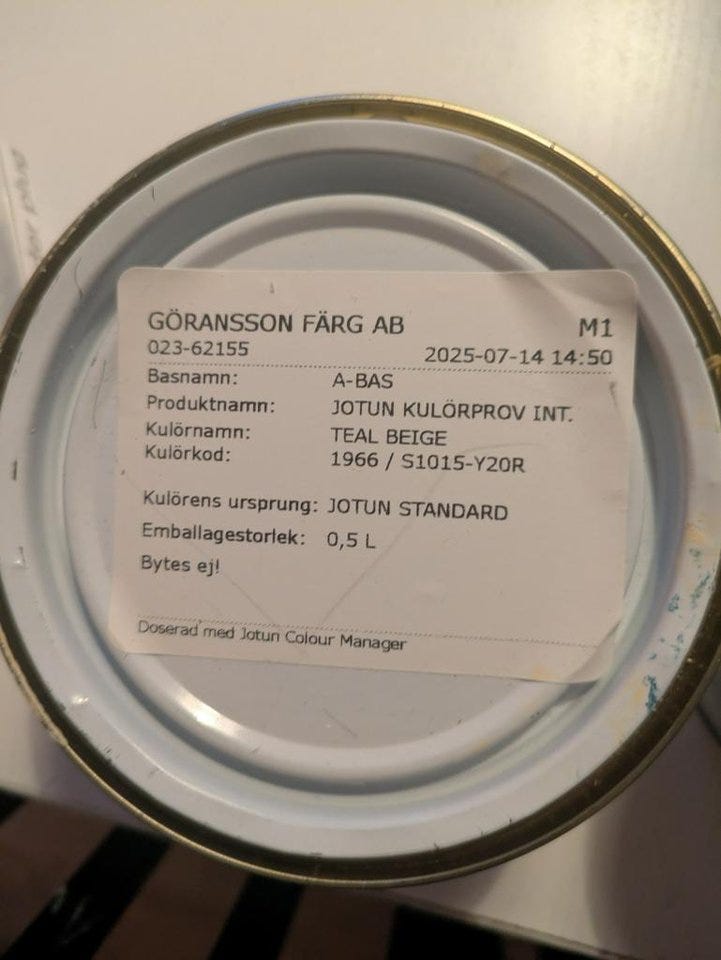 GÖRANSSON FÄRG AB M1
023-62155 2025-07-14 14:50
Basnamn: A-BAS
Produktnamn: JOTUN KULÖRPROV INT.
Kulörnamn: TEAL BEIGE
Kulörkod: 1966 / S1015-Y20R
Kulörens ursprung: JOTUN STANDARD
Emballagestorlek: 0,5 L
Bytes ej!
Doserad med Jotun Colour Manager